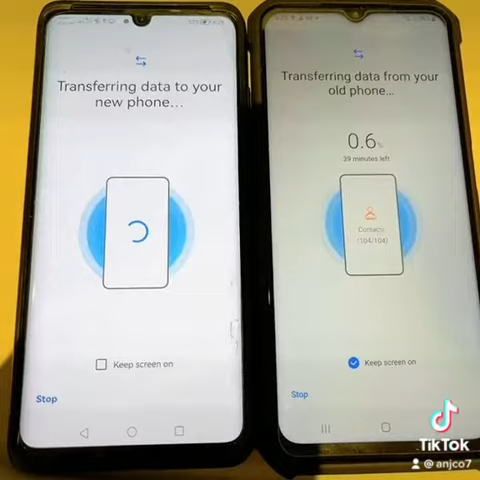 Transferring data to your
new phone...
Keep screen on
Stop
Transferring data from your
old phone...
0.6%
39 minutes left
Contacts
(104/104)
Keep screen on
Stop
TikTok
@anjco7